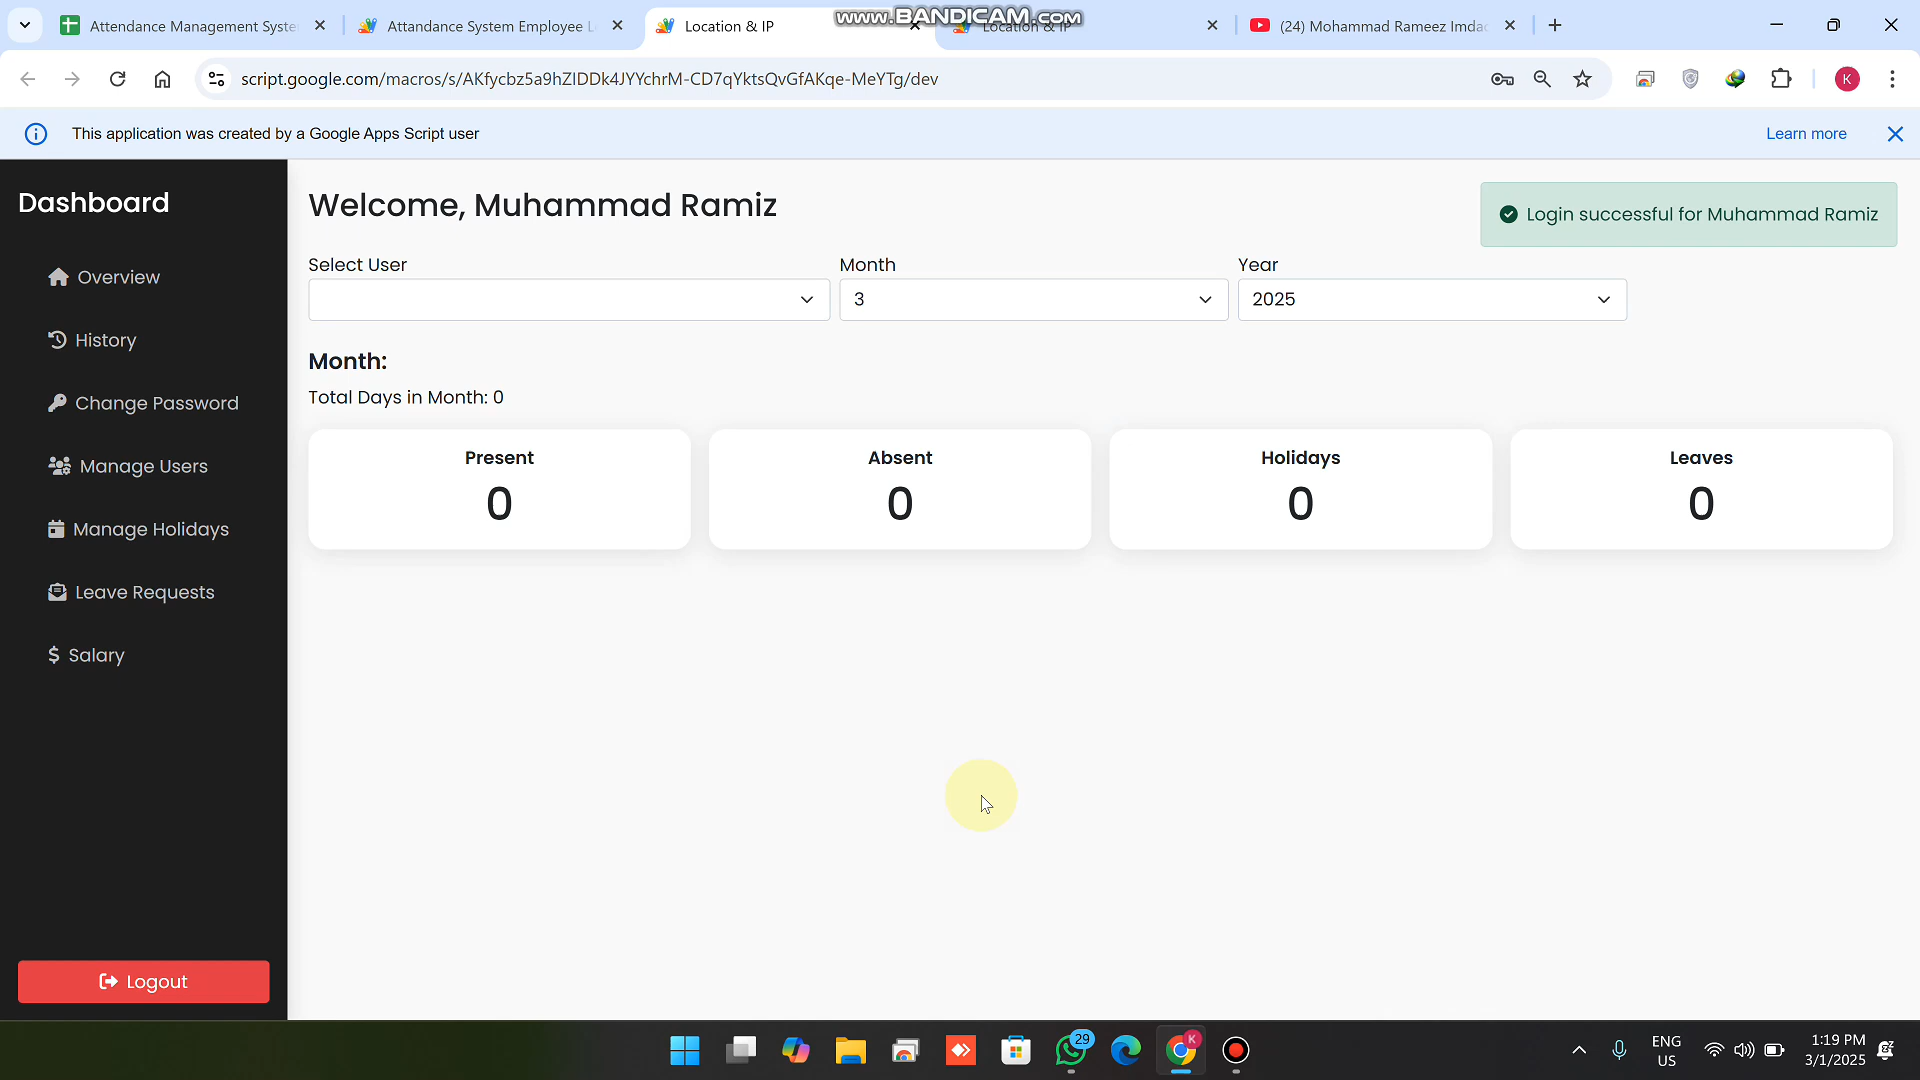 Attendance Management Syste
Attandance System Employee L
Location & IP
www.BANDICAM.com
Location & IP
(24) Mohammad Rameez Imdad
script.google.com/macros/s/AKfycbz5a9hZIDDk4JYYchrM-CD7qYktsQvGfAKqe-MeYTg/dev
K
This application was created by a Google Apps Script user
Learn more
Dashboard
Overview
History
Change Password
Manage Users
Manage Holidays
Leave Requests
Salary
Logout
Welcome, Muhammad Ramiz
Login successful for Muhammad Ramiz
Select User
Month
3
Year
2025
Month:
Total Days in Month: 0
Present
0
Absent
0
Holidays
0
Leaves
0
29
K
ENG
US
1:19 PM
3/1/2025